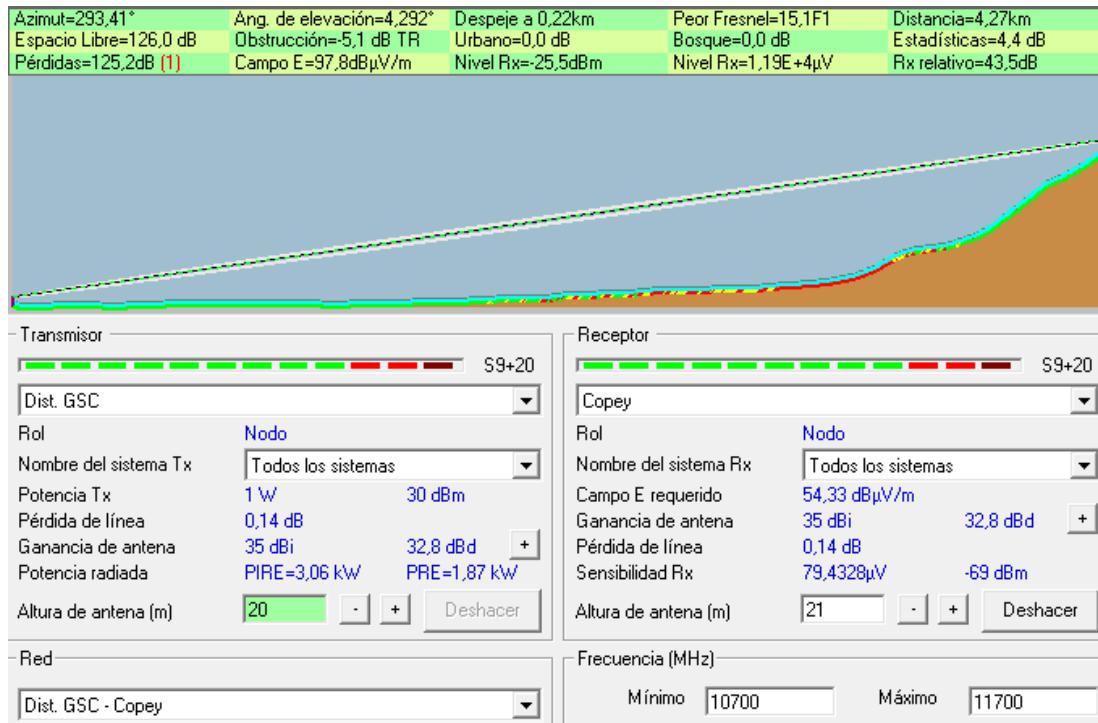 Azimut=293,41° Ang. de elevación=4,292° Despeje a 0,22km Peor Fresnel=15,1F1 Distancia=4,27km
Espacio Libre=126,0 dB Obstrucción=-5,1 dB TR Urbano=0,0 dB Bosque=0,0 dB Estadísticas=4,4 dB
Pérdidas=125,2dB (1) Campo E=97,8dBµV/m Nivel Rx=-25,5dBm Nivel Rx=1,19E+4µV Rx relativo=43,5dB
Transmisor
S9+20
Dist. GSC
Rol Nodo
Nombre del sistema Tx Todos los sistemas
Potencia Tx 1 W 30 dBm
Pérdida de línea 0,14 dB
Ganancia de antena 35 dBi 32,8 dBd +
Potencia radiada PIRE=3,06 kW PRE=1,87 kW
Altura de antena (m) 20 - + Deshacer
Receptor
S9+20
Copey
Rol Nodo
Nombre del sistema Rx Todos los sistemas
Campo E requerido 54,33 dBµV/m
Ganancia de antena 35 dBi 32,8 dBd +
Pérdida de línea 0,14 dB
Sensibilidad Rx 79,4328µV -69 dBm
Altura de antena (m) 21 - + Deshacer
Red
Dist. GSC - Copey
Frecuencia (MHz)
Mínimo 10700 Máximo 11700